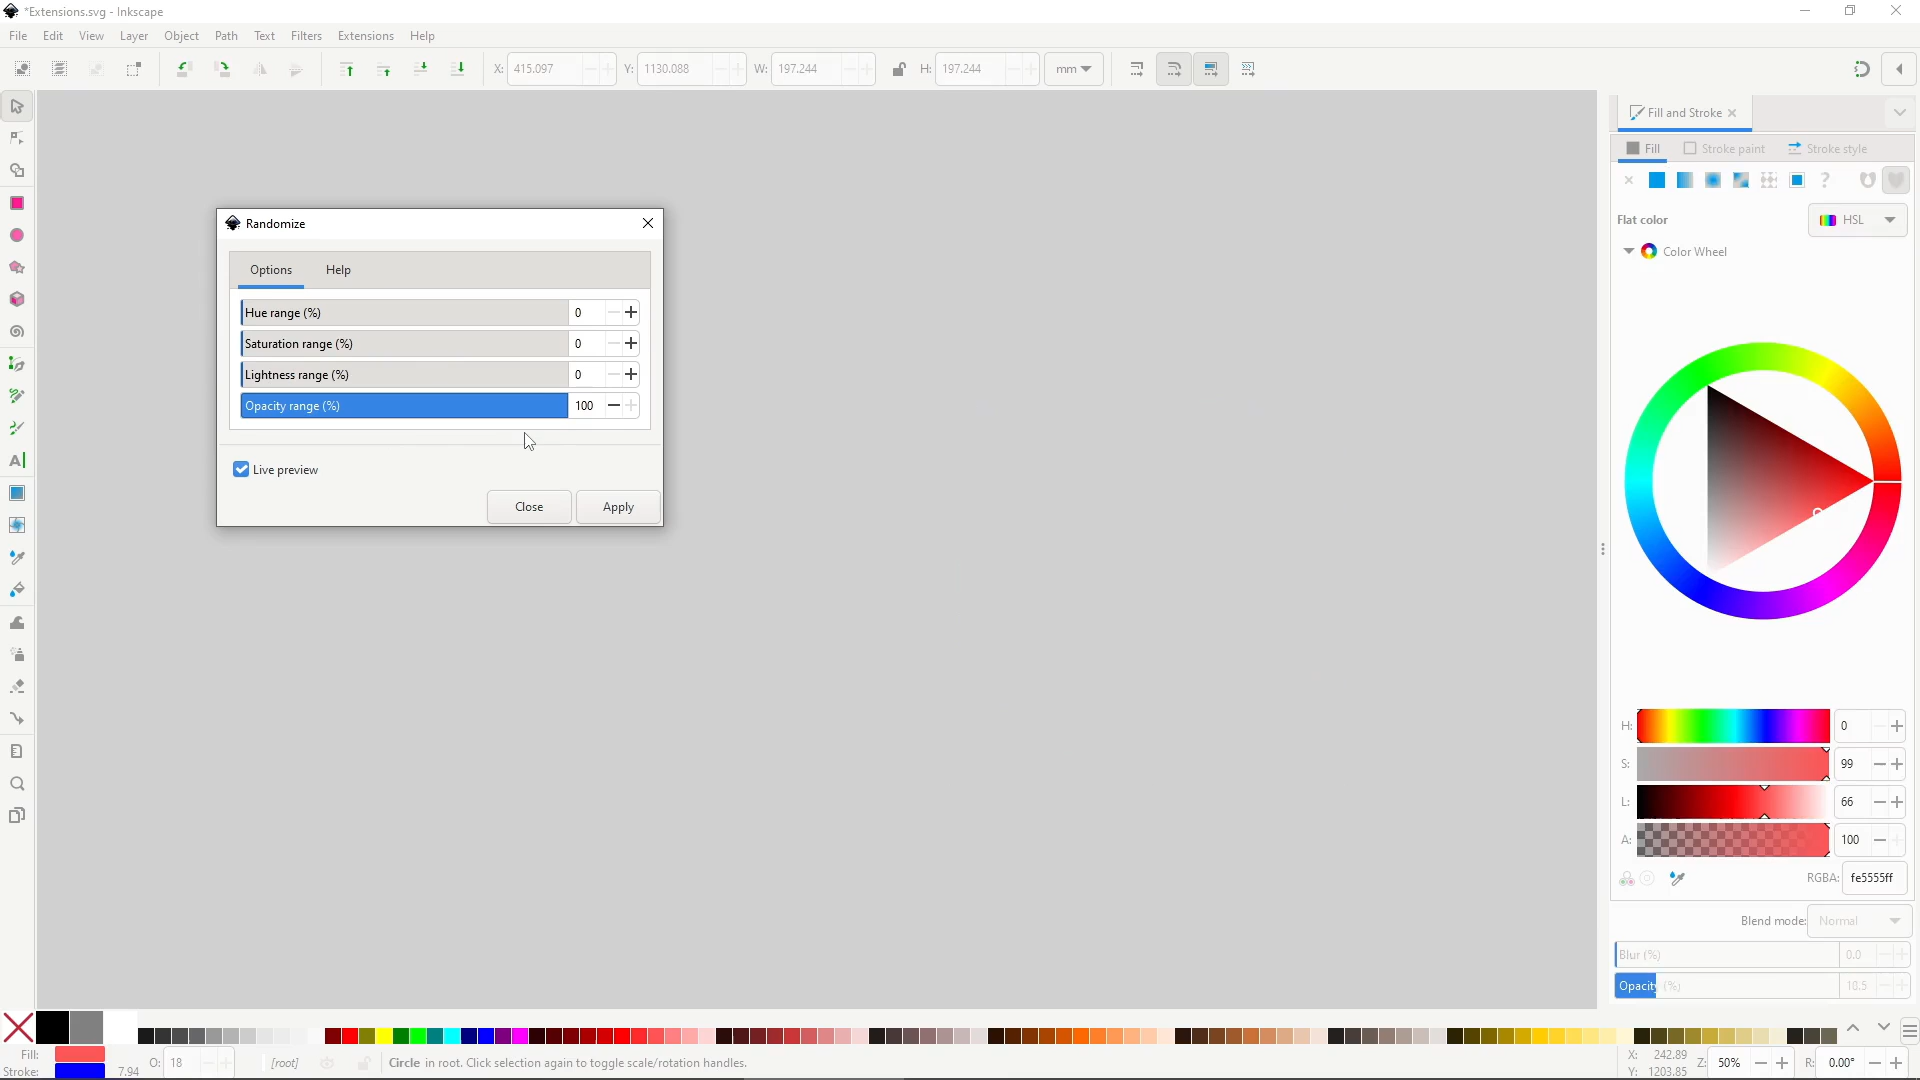 *Extensions.svg - Inkscape
File Edit View Layer Object Path Text Filters Extensions Help
X: 415.097 Y: 1130.088 W: 197.244 H: 197.244 mm
Fill and Stroke
Fill Stroke paint Stroke style
Flat color HSL
Color Wheel
Randomize
Options Help
Hue range (%) 0
Saturation range (%) 0
Lightness range (%) 0
Opacity range (%) 100
Live preview
Close Apply
H: 0
S: 99
L: 66
A: 100
RGBA: fe5555ff
Blend mode: Normal
Blur (%) 0.0
Opacity (%) 18.5
Fill: O: 18 [root] Circle in root. Click selection again to toggle scale/rotation handles. X: 242.89 Z: 50% R: 0.00°
Stroke: 7.94 Y: 1203.85